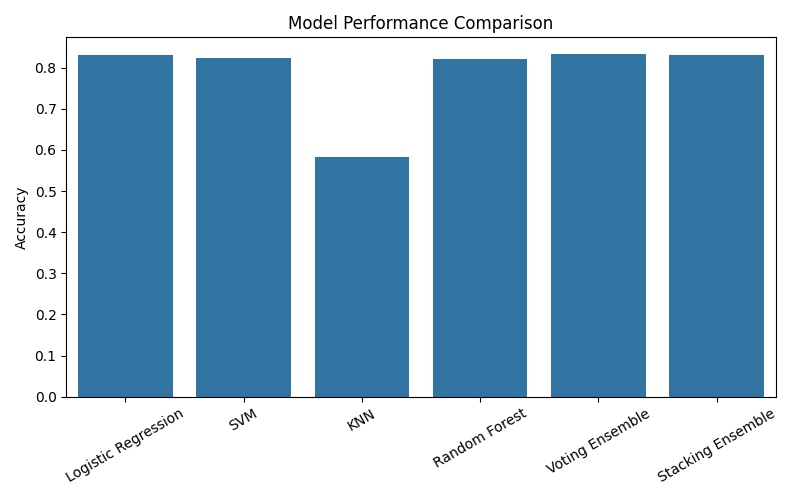 Model Performance Comparison
Accuracy
0.8
0.7
0.6
0.5
0.4
0.3
0.2
0.1
0.0
Logistic Regression
SVM
KNN
Random Forest
Voting Ensemble
Stacking Ensemble